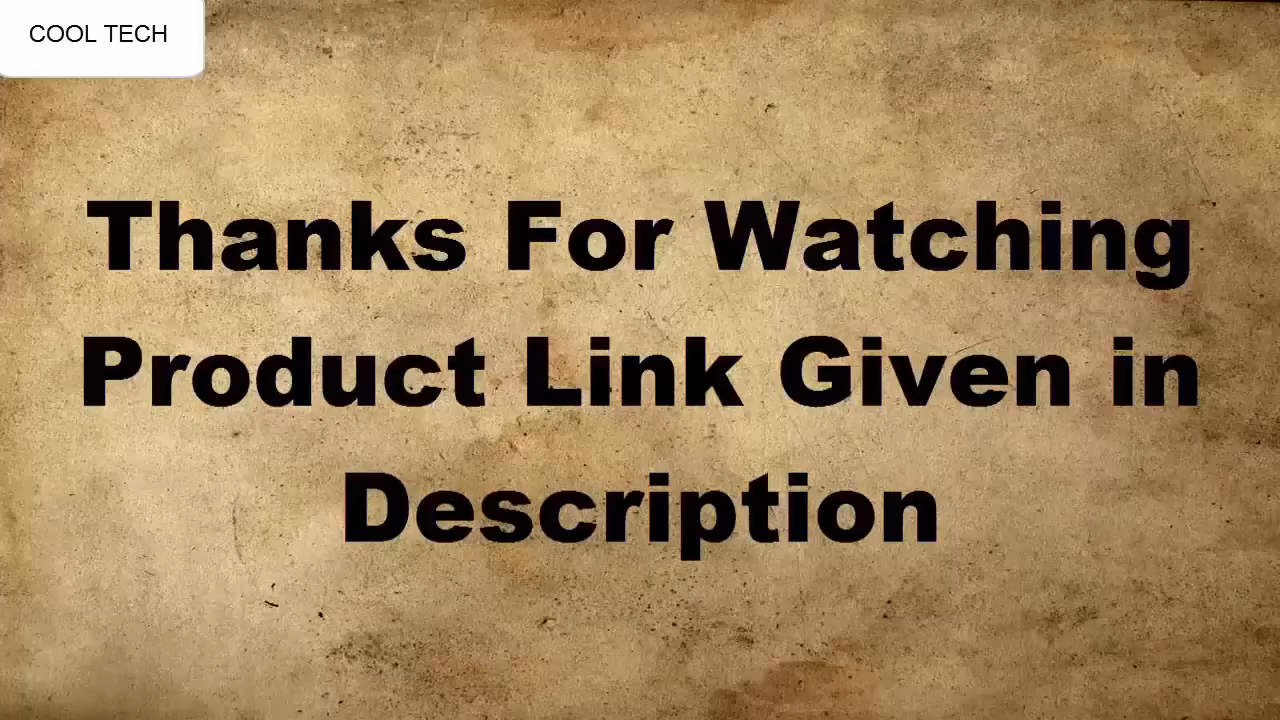 COOL TECH
Thanks For Watching
Product Link Given in
Description